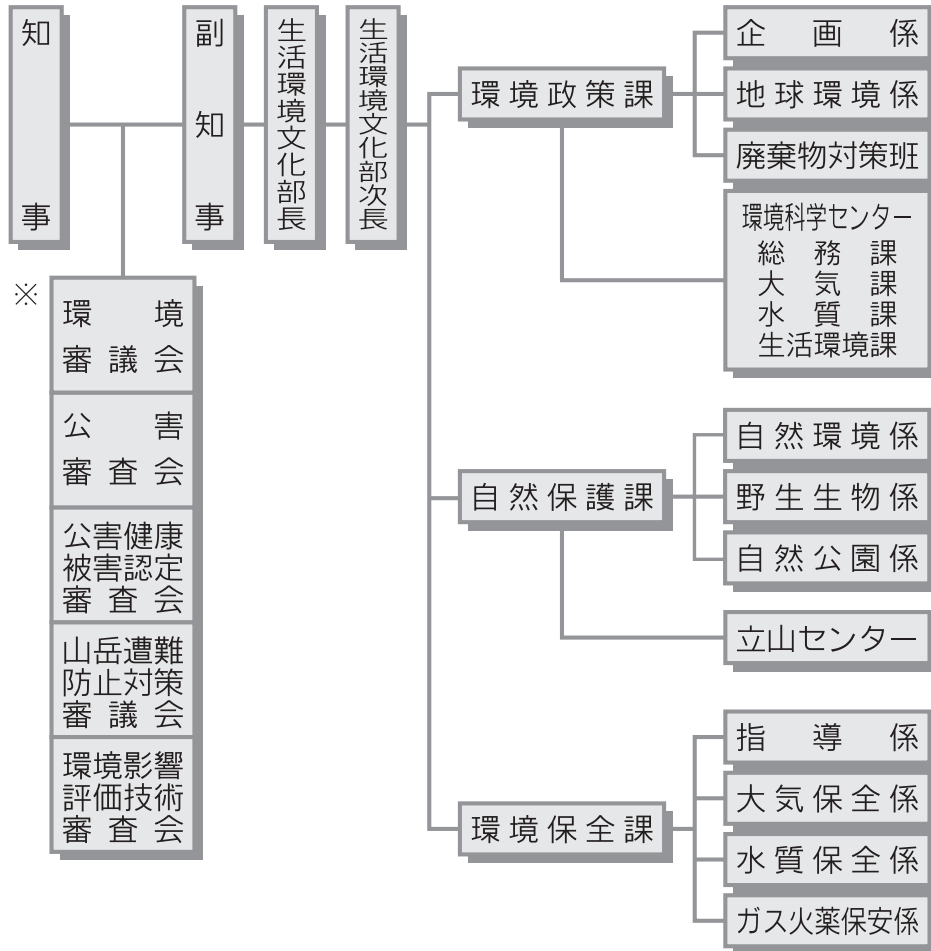 知事
副知事
生活環境文化部長
生活環境文化部次長
※
環境
審議会
公害
審査会
公害健康
被害認定
審査会
山岳遭難
防止対策
審議会
環境影響
評価技術
審査会
環境政策課
企画係
地球環境係
廃棄物対策班
環境科学センター
総務課
大気課
水質課
生活環境課
自然保護課
自然環境係
野生生物係
自然公園係
立山センター
環境保全課
指導係
大気保全係
水質保全係
ガス火薬保安係